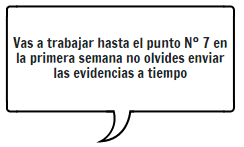 Vas a trabajar hasta el punto N° 7 en
la primera semana no olvides enviar
las evidencias a tiempo